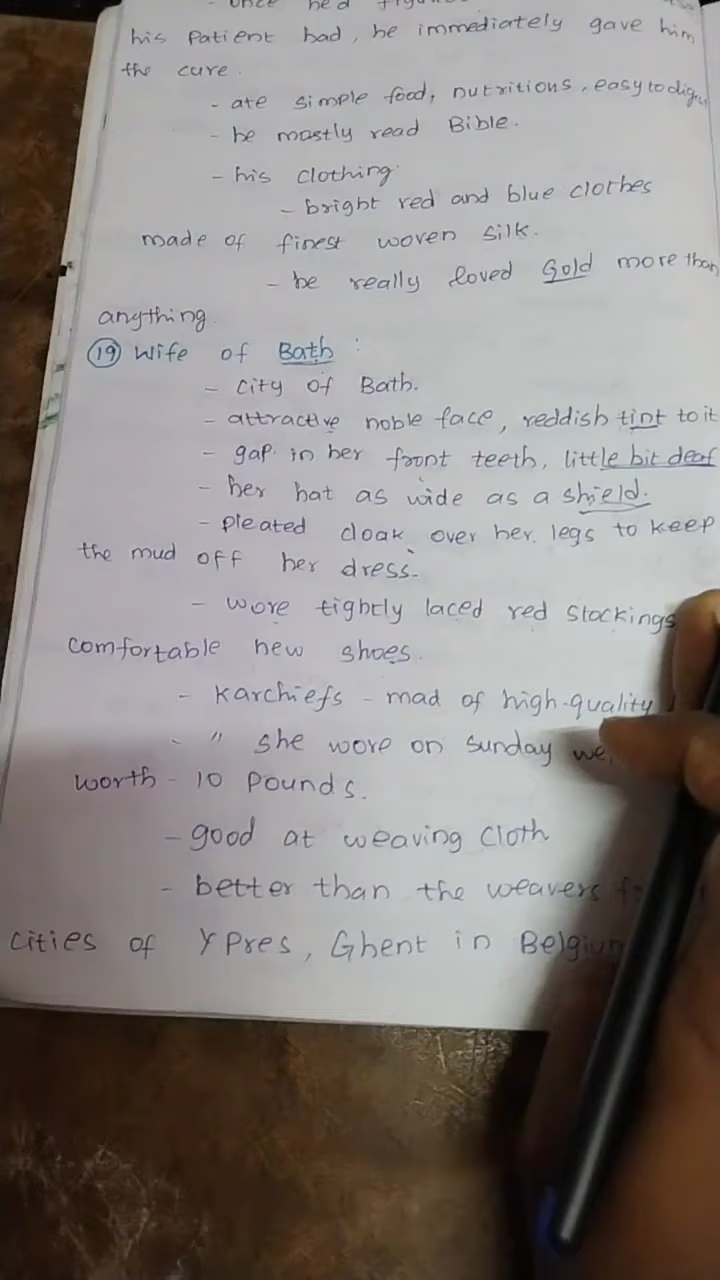 his patient had, he immediately gave him
the cure.
- ate simple food, nutritious, easy to
- he mostly read Bible.
- his clothing
- bright red and blue clothes
made of finest woven silk.
- he really loved Gold more than
anything.
19 Wife of Bath :
- City of Bath.
- attractive noble face, reddish tint to it
- gap in her front teeth, little bit deaf
- her hat as wide as a shield.
- pleated cloak over her legs to keep
the mud off her dress.
- wore tightly laced red stockings
comfortable new shoes.
- Karchiefs - mad of high-quality
- " she wore on sunday
worth - 10 pounds.
- good at weaving cloth
- better than the weavers
cities of Ypres, Ghent in